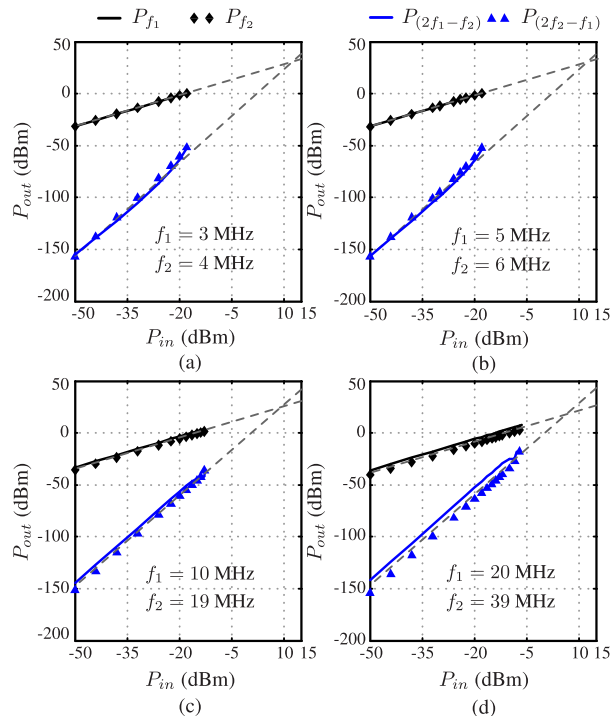 P_{f_1} P_{f_2} P_{(2f_1−f_2)} P_{(2f_2−f_1)}
50 50
0 0
-50 -50
-100 -100
-150 -150
-200 -200
P_{out} (dBm) P_{out} (dBm)
f_1 = 3 MHz f_1 = 5 MHz
f_2 = 4 MHz f_2 = 6 MHz
-50 -35 -20 -5 10 15 -50 -35 -20 -5 10 15
P_{in} (dBm) P_{in} (dBm)
(a) (b)
50 50
0 0
-50 -50
-100 -100
-150 -150
-200 -200
P_{out} (dBm) P_{out} (dBm)
f_1 = 10 MHz f_1 = 20 MHz
f_2 = 19 MHz f_2 = 39 MHz
-50 -35 -20 -5 10 15 -50 -35 -20 -5 10 15
P_{in} (dBm) P_{in} (dBm)
(c) (d)